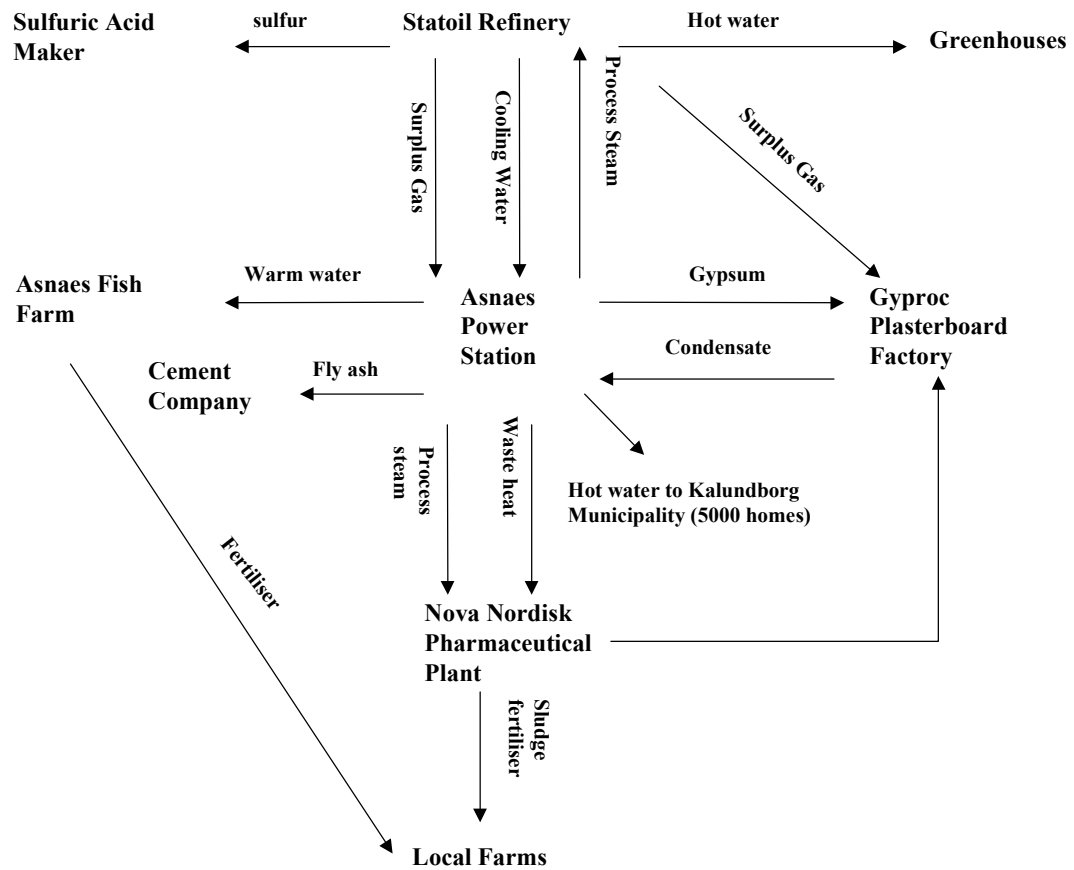 Sulfuric Acid
Maker
sulfur
Statoil Refinery
Hot water
Greenhouses
Surplus Gas
Cooling Water
Process Steam
Surplus Gas
Asnaes Fish
Farm
Warm water
Asnaes
Power
Station
Gypsum
Gyproc
Plasterboard
Factory
Condensate
Cement
Company
Fly ash
Process
steam
Waste heat
Hot water to Kalundborg
Municipality (5000 homes)
Fertiliser
Nova Nordisk
Pharmaceutical
Plant
Sludge
fertiliser
Local Farms